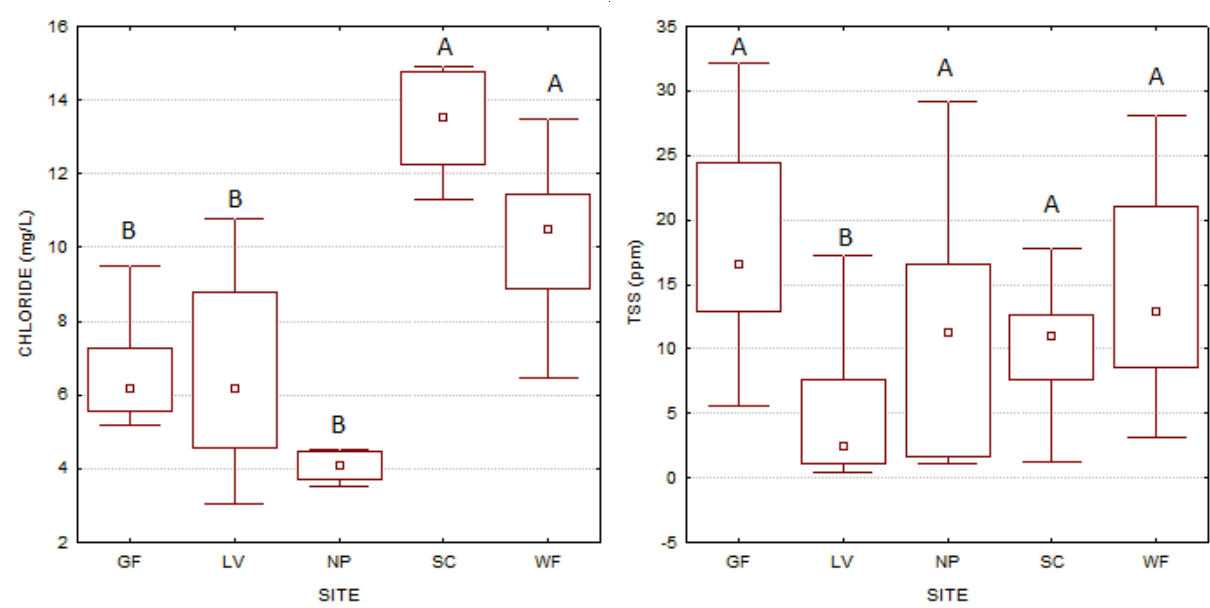 16
14
12
10
8
6
4
2
CHLORIDE (mg/L)
B
B
B
A
A
GF LV NP SC WF
SITE
35
30
25
20
15
10
5
0
-5
TSS (ppm)
A
B
A
A
A
GF LV NP SC WF
SITE